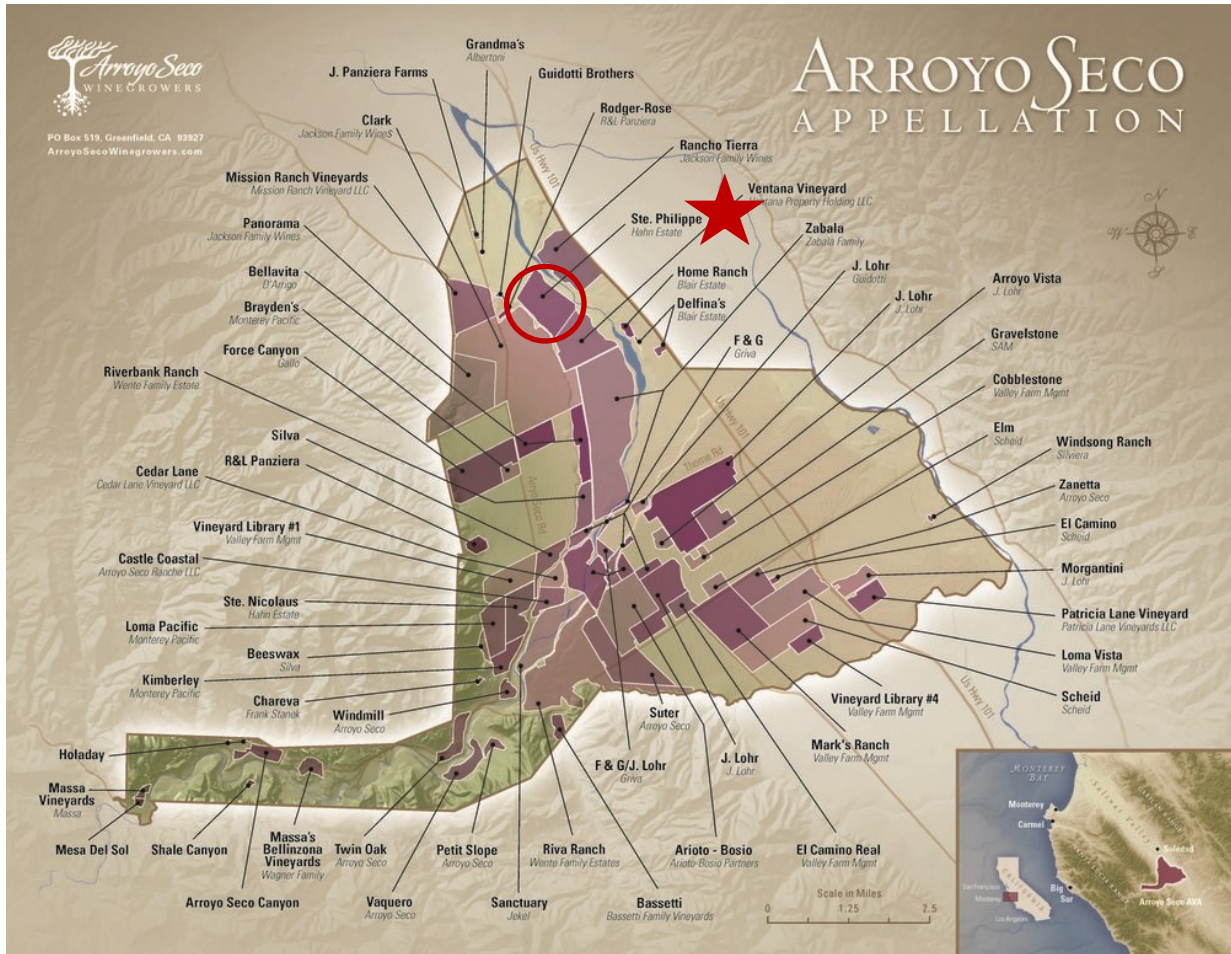 Arroyo Seco
WINEGROWERS
PO Box 519, Greenfield, CA 93927
ArroyoSecoWinegrowers.com
ARROYO SECO
APPELLATION
Grandma's
Albertoni
J. Panziera Farms
Guidotti Brothers
Clark
Jackson Family Wines
Rodger-Rose
R&L Panziera
Rancho Tierra
Jackson Family Wines
Mission Ranch Vineyards
Mission Ranch Vineyard LLC
Ventana Vineyard
Ventana Property Holding LLC
Panorama
Jackson Family Wines
Ste. Philippe
Hahn Estate
Zabala
Zabala Family
Bellavita
D'Arrigo
Home Ranch
Blair Estate
J. Lohr
Guidotti
Arroyo Vista
J. Lohr
Brayden's
Monterey Pacific
Delfina's
Blair Estate
J. Lohr
J. Lohr
Gravelstone
SAM
Force Canyon
Gallo
F & G
Griva
Cobblestone
Valley Farm Mgmt
Riverbank Ranch
Wente Family Estate
Elm
Scheid
Silva
Windsong Ranch
Silviera
R&L Panziera
Cedar Lane
Cedar Lane Vineyard LLC
Zanetta
Arroyo Seco
Vineyard Library #1
Valley Farm Mgmt
El Camino
Scheid
Castle Coastal
Arroyo Seco Rancho LLC
Morgantini
J. Lohr
Ste. Nicolaus
Hahn Estate
Patricia Lane Vineyard
Patricia Lane Vineyards LLC
Loma Pacific
Monterey Pacific
Loma Vista
Valley Farm Mgmt
Beeswax
Silva
Kimberley
Monterey Pacific
Vineyard Library #4
Valley Farm Mgmt
Scheid
Scheid
Chareva
Frank Stanek
Windmill
Arroyo Seco
Suter
Arroyo Seco
Mark's Ranch
Valley Farm Mgmt
Holaday
F & G/J. Lohr
Griva
J. Lohr
J. Lohr
Massa
Vineyards
Massa
Mesa Del Sol
Shale Canyon
Massa's
Bellinzona
Vineyards
Wagner Family
Twin Oak
Arroyo Seco
Petit Slope
Arroyo Seco
Riva Ranch
Wente Family Estates
Arioto - Bosio
Arioto-Bosio Partners
El Camino Real
Valley Farm Mgmt
Arroyo Seco Canyon
Vaquero
Arroyo Seco
Sanctuary
Jekel
Bassetti
Bassetti Family Vineyards
Us Hwy 101
Us Hwy 101
Us Hwy 101
Thorne Rd
Arroyo Seco Rd
N
W
E
S
Scale in Miles
0 1.25 2.5
MONTEREY
BAY
Salinas Valley
Monterey
Carmel
Soledad
Big
Sur
Arroyo Seco AVA
CALIFORNIA
San Francisco
Monterey
Los Angeles